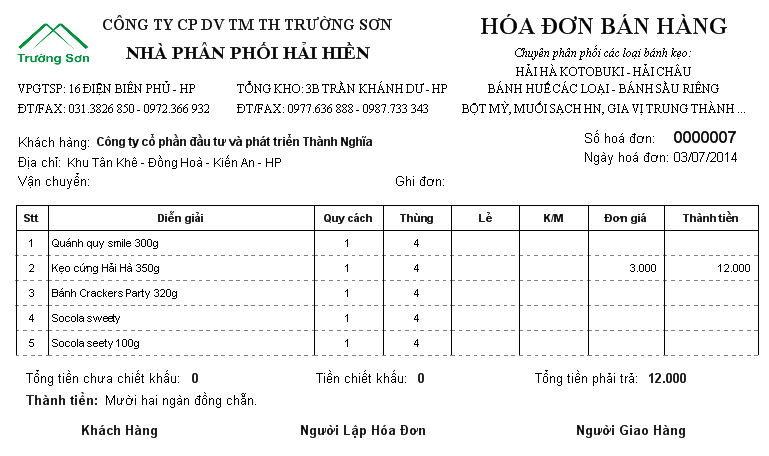 CÔNG TY CP DV TM TH TRƯỜNG SƠN
NHÀ PHÂN PHỐI HẢI HIỀN
Trường Sơn
VPGTSP: 16 ĐIỆN BIÊN PHỦ - HP TỔNG KHO: 3B TRẦN KHÁNH DƯ - HP
ĐT/FAX: 031.3826 850 - 0972.366 932 ĐT/FAX: 0977.636 888 - 0987.733 343
HÓA ĐƠN BÁN HÀNG
Chuyên phân phối các loại bánh kẹo:
HẢI HÀ KOTOBUKI - HẢI CHÂU
BÁNH HUẾ CÁC LOẠI - BÁNH SẦU RIÊNG
BỘT MỲ, MUỐI SẠCH HN, GIA VỊ TRUNG THÀNH ...
Khách hàng: Công ty cổ phần đầu tư và phát triển Thành Nghĩa
Số hoá đơn: 0000007
Địa chỉ: Khu Tân Khê - Đồng Hoà - Kiến An - HP
Ngày hoá đơn: 03/07/2014
Vận chuyển: Ghi đơn:
Stt Diễn giải Quy cách Thùng Lẻ K/M Đơn giá Thành tiền
1 Quánh quy smile 300g 1 4
2 Kẹo cứng Hải Hà 350g 1 4 3.000 12.000
3 Bánh Crackers Party 320g 1 4
4 Socola sweety 1 4
5 Socola seety 100g 1 4
Tổng tiền chưa chiết khấu: 0 Tiền chiết khấu: 0 Tổng tiền phải trả: 12.000
Thành tiền: Mười hai ngàn đồng chẵn.
Khách Hàng Người Lập Hóa Đơn Người Giao Hàng